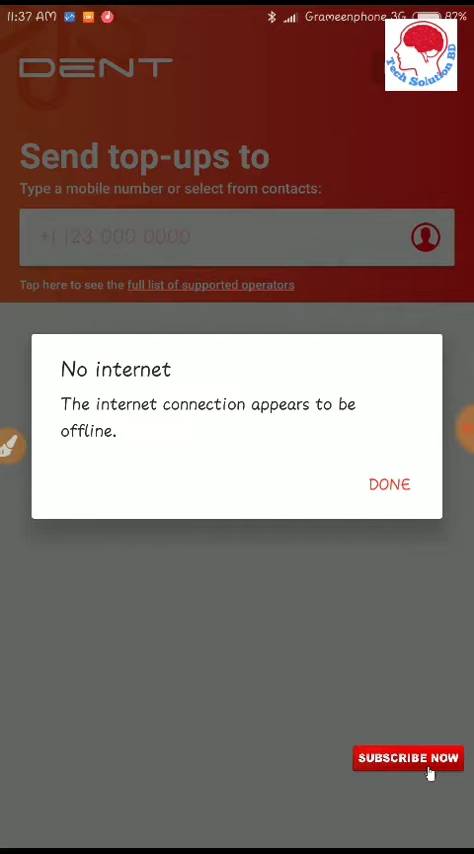 11:37 AM Grameenphone 3G 82%
DENT
Tech Solution BD
Send top-ups to
Type a mobile number or select from contacts:
+1 123 000 0000
Tap here to see the full list of supported operators
No internet
The internet connection appears to be
offline.
DONE
SUBSCRIBE NOW